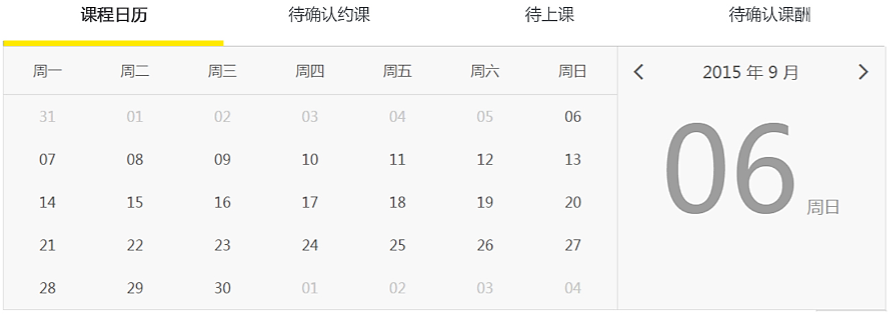 课程日历 待确认约课 待上课 待确认课酬
周一 周二 周三 周四 周五 周六 周日
31 01 02 03 04 05 06
07 08 09 10 11 12 13
14 15 16 17 18 19 20
21 22 23 24 25 26 27
28 29 30 01 02 03 04
2015 年 9 月
06 周日